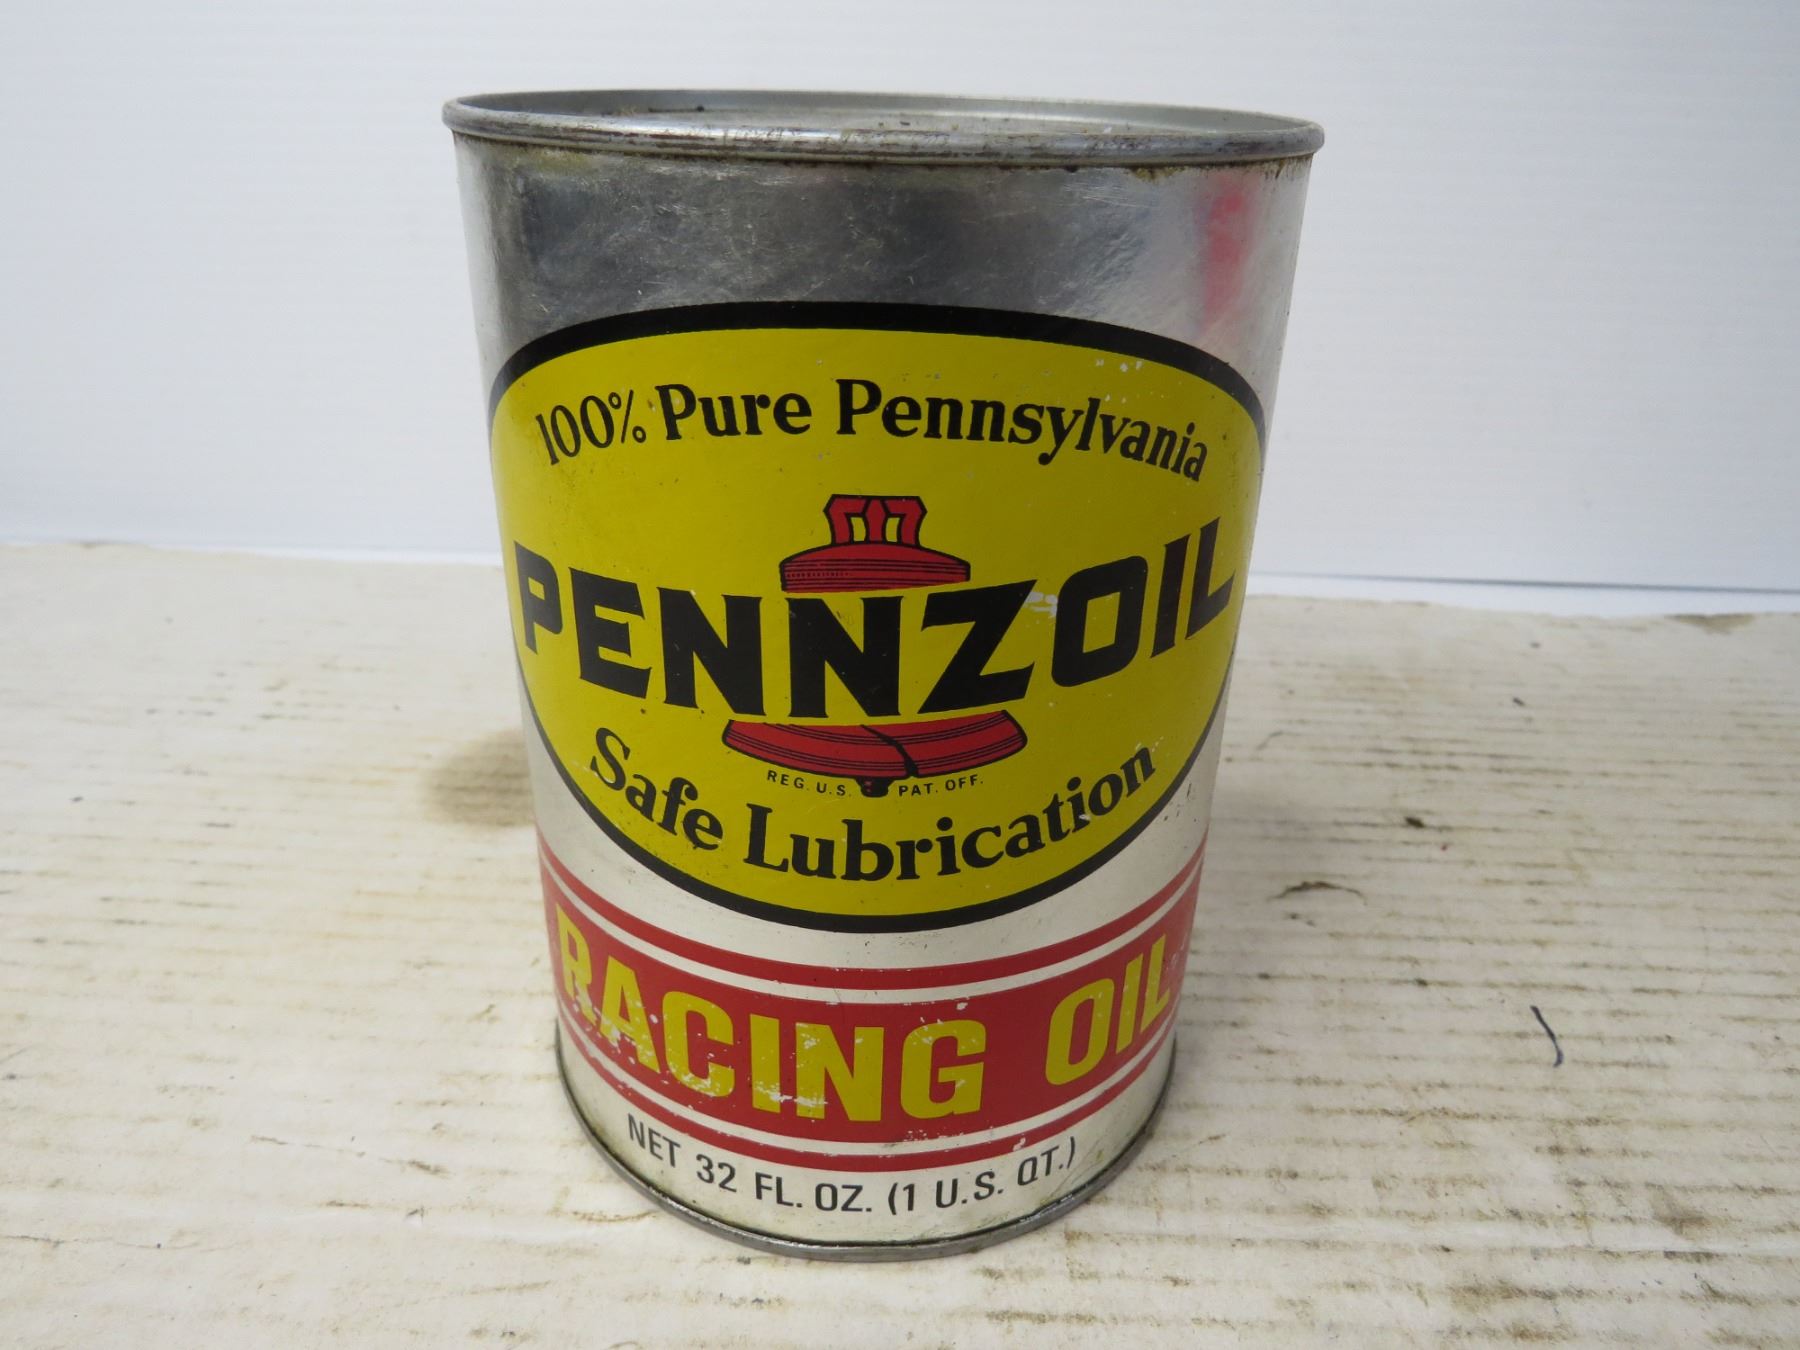 100% Pure Pennsylvania
PENNZOIL
REG. U.S. PAT. OFF.
Safe Lubrication
RACING OIL
NET 32 FL. OZ. (1 U.S. QT.)